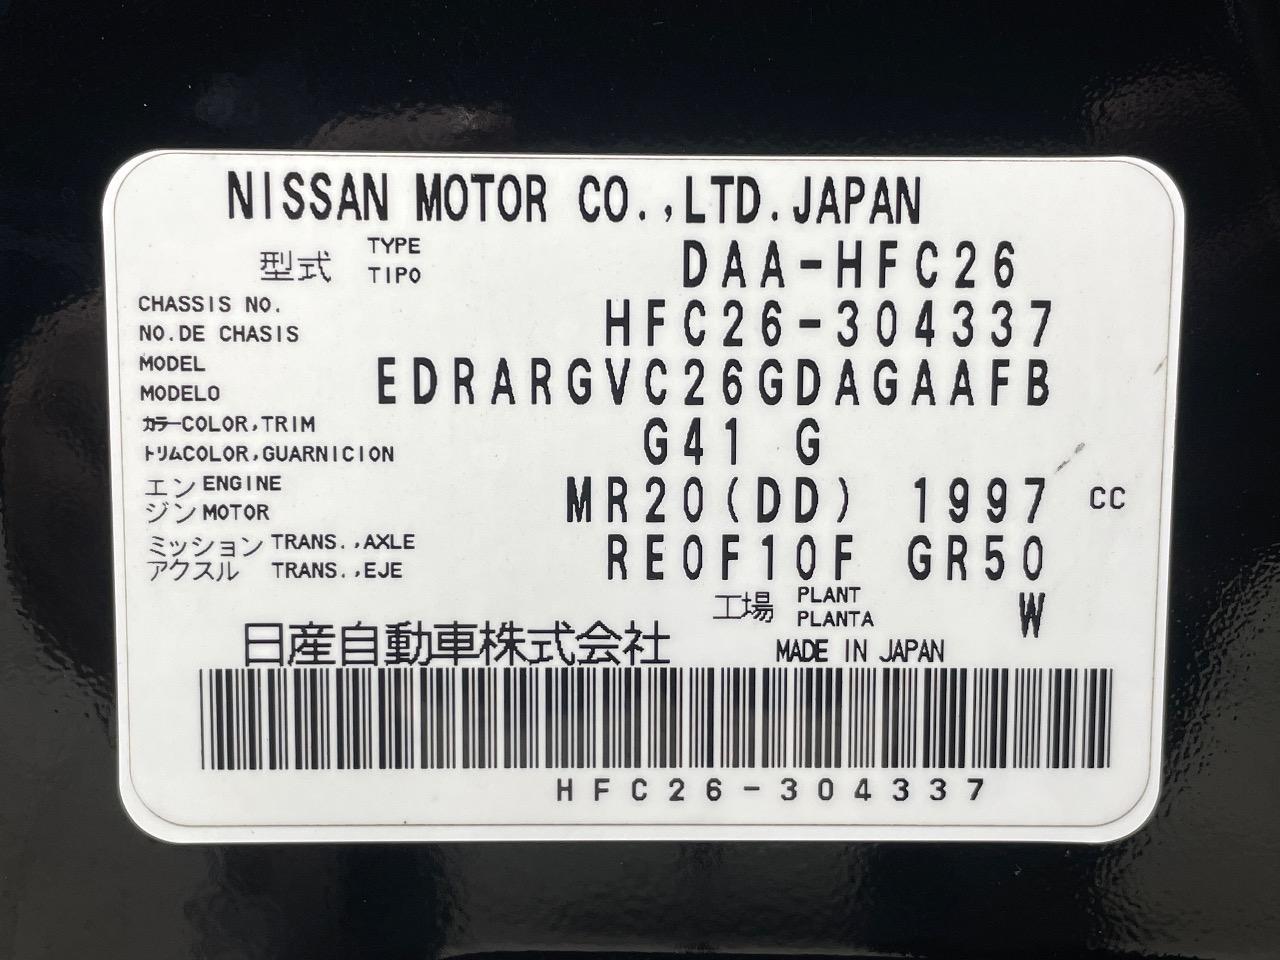 NISSAN MOTOR CO.,LTD.JAPAN
型式 TYPE TIPO DAA-HFC26
CHASSIS NO.
NO.DE CHASIS HFC26-304337
MODEL
MODELO EDRARGVC26GDAGAAFB
カラーCOLOR,TRIM
トリムCOLOR,GUARNICION G41 G
エンジン ENGINE MOTOR MR20(DD) 1997 CC
ミッション TRANS.,AXLE
アクスル TRANS.,EJE RE0F10F GR50
工場 PLANT PLANTA W
日産自動車株式会社 MADE IN JAPAN
HFC26-304337